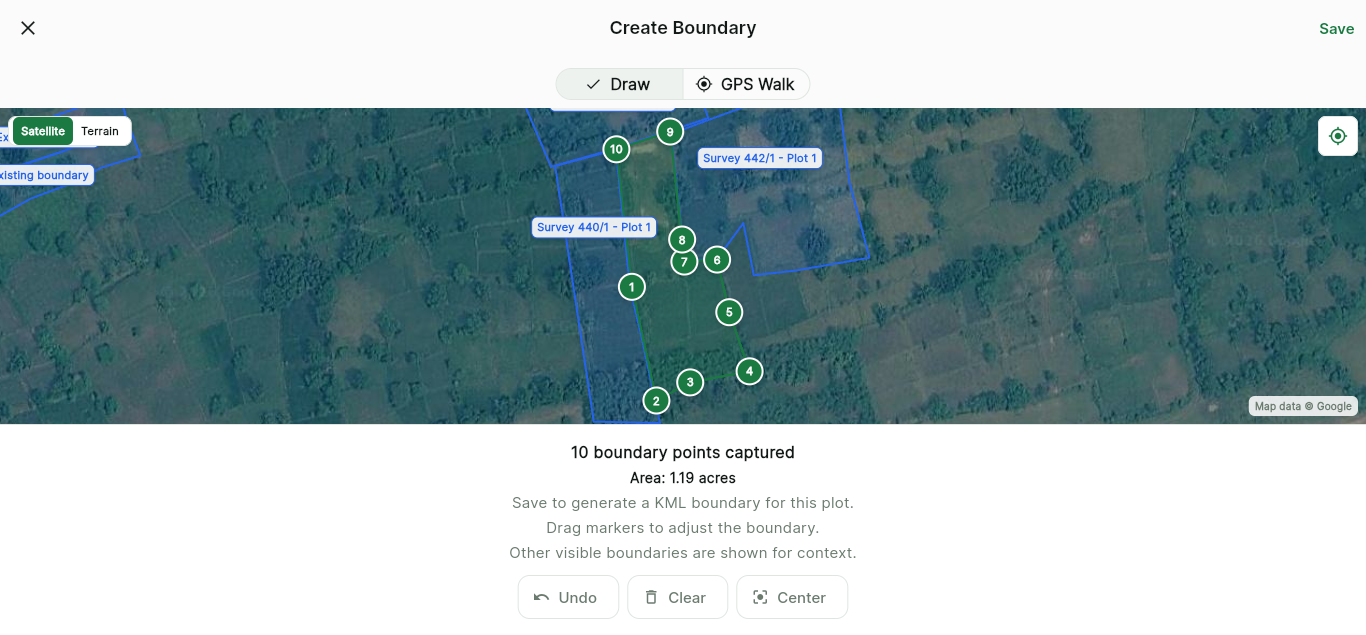 Create Boundary
Save
Draw
GPS Walk
Satellite
Terrain
Ex
xisting boundary
10
9
Survey 442/1 - Plot 1
Survey 440/1 - Plot 1
8
7
6
1
5
4
3
2
Map data © Google
10 boundary points captured
Area: 1.19 acres
Save to generate a KML boundary for this plot.
Drag markers to adjust the boundary.
Other visible boundaries are shown for context.
Undo
Clear
Center